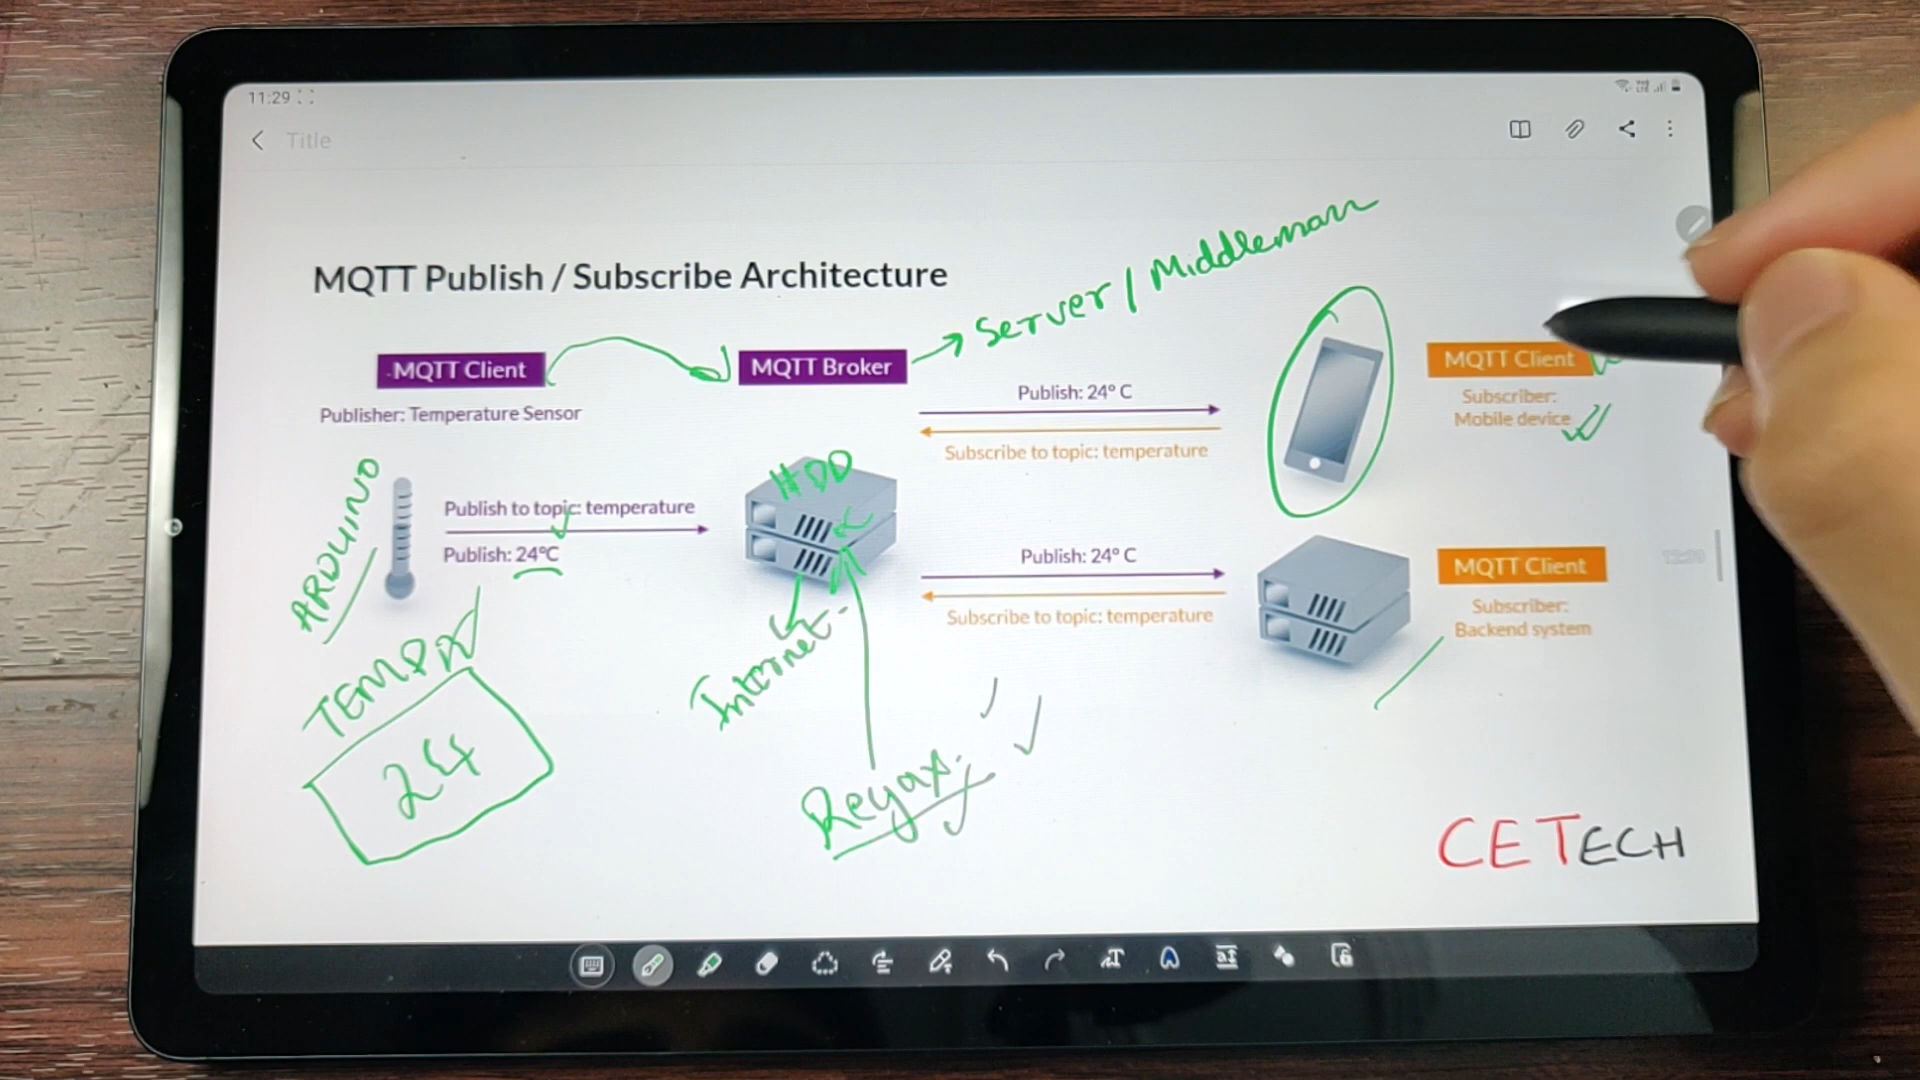 11:29
Title
MQTT Publish / Subscribe Architecture
Server / Middleman
MQTT Client
MQTT Broker
MQTT Client
Publisher: Temperature Sensor
Publish: 24° C
Subscriber:
Mobile device
Subscribe to topic: temperature
HDD
ARDUINO
Publish to topic: temperature
Publish: 24°C
Publish: 24° C
MQTT Client
Subscribe to topic: temperature
Subscriber:
Backend system
Internet
24
Reyax
CETECH